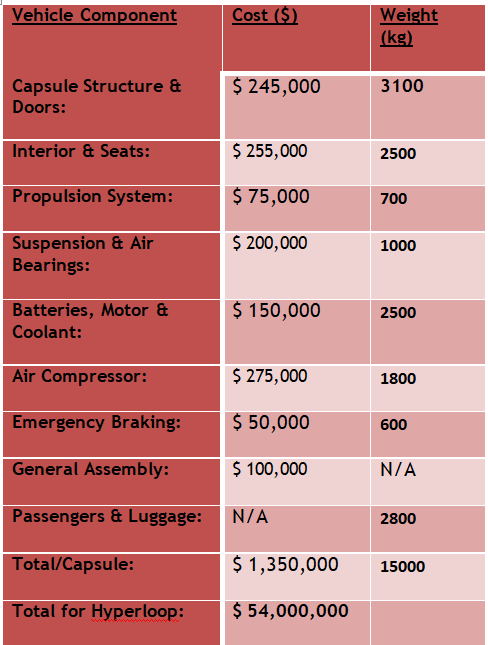 Vehicle Component Cost ($) Weight
(kg)
Capsule Structure & $ 245,000 3100
Doors:
Interior & Seats: $ 255,000 2500
Propulsion System: $ 75,000 700
Suspension & Air $ 200,000 1000
Bearings:
Batteries, Motor & $ 150,000 2500
Coolant:
Air Compressor: $ 275,000 1800
Emergency Braking: $ 50,000 600
General Assembly: $ 100,000 N/A
Passengers & Luggage: N/A 2800
Total/Capsule: $ 1,350,000 15000
Total for Hyperloop: $ 54,000,000